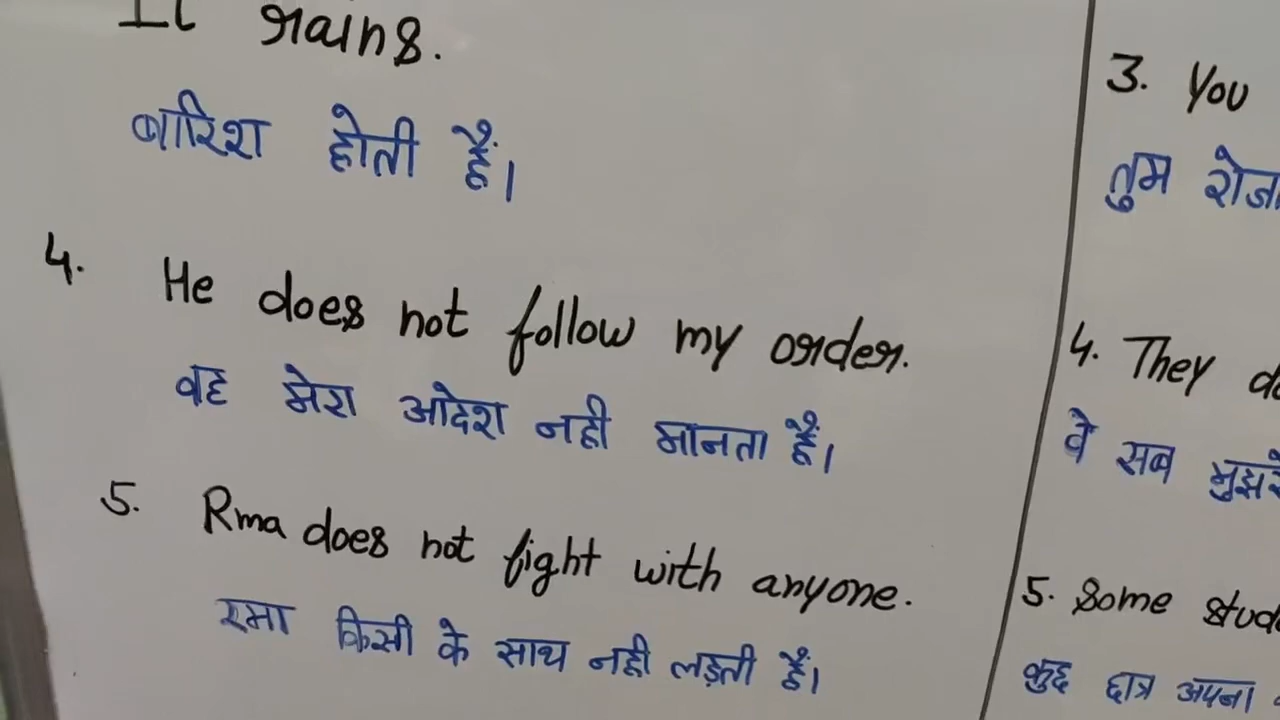 It rains.
बारिश होती हैं।
4. He does not follow my order.
वह मेरा आदेश नही मानता हैं।
5. Rma does not fight with anyone.
रमा किसी के साथ नही लड़ती हैं।
3. You
तुम
4. They
वे सब
5. Some
कुछ छात्र अपना